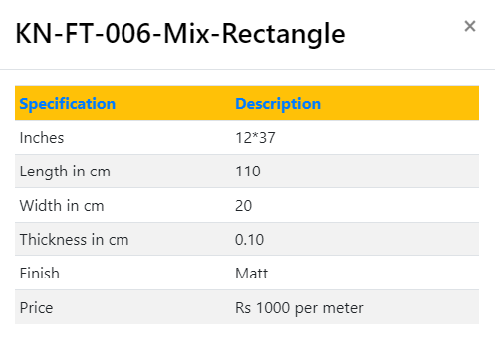 KN-FT-006-Mix-Rectangle ×
Specification Description
Inches 12*37
Length in cm 110
Width in cm 20
Thickness in cm 0.10
Finish Matt
Price Rs 1000 per meter